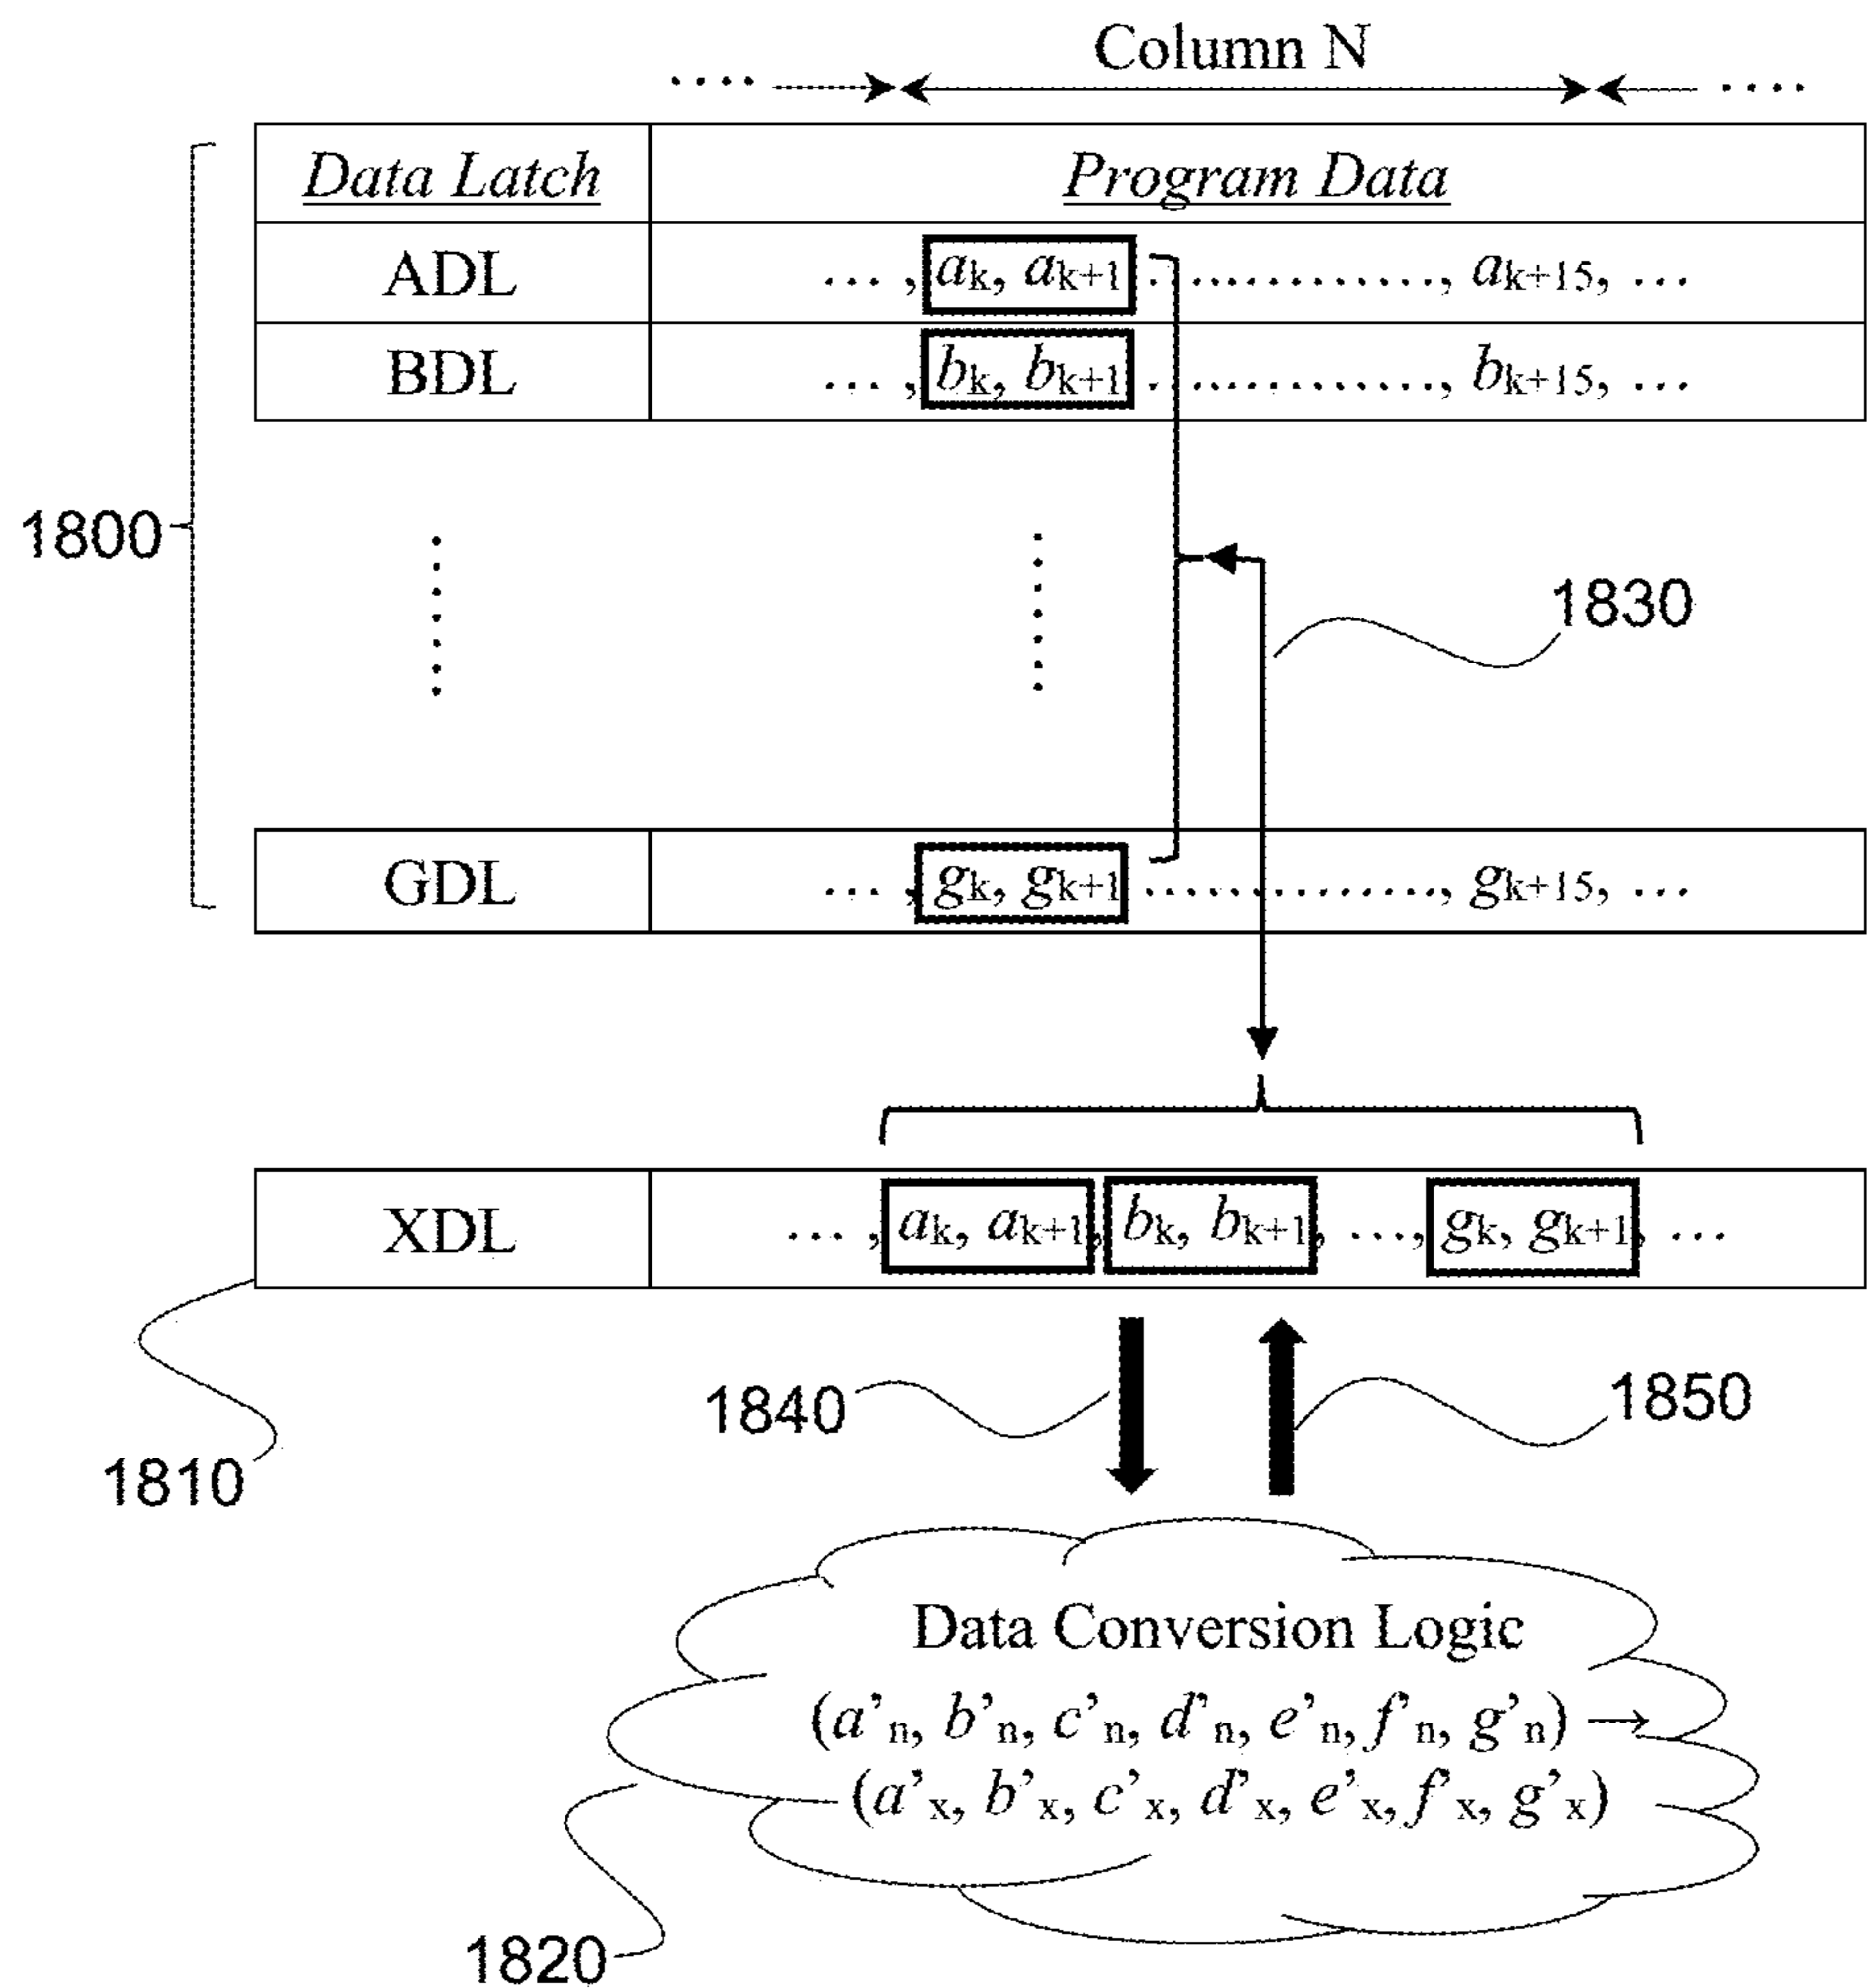 Column N
.... ....
Data Latch Program Data
ADL ... , aₖ, aₖ₊₁ ............., aₖ₊₁₅, ...
BDL ... , bₖ, bₖ₊₁ ............., bₖ₊₁₅, ...
1800
1830
GDL ... , gₖ, gₖ₊₁ ............., gₖ₊₁₅, ...
XDL ... , aₖ, aₖ₊₁, bₖ, bₖ₊₁, ..., gₖ, gₖ₊₁, ...
1840 1850
1810
Data Conversion Logic
(a’ₙ, b’ₙ, c’ₙ, d’ₙ, e’ₙ, f’ₙ, g’ₙ) →
(a’ₓ, b’ₓ, c’ₓ, d’ₓ, e’ₓ, f’ₓ, g’ₓ)
1820